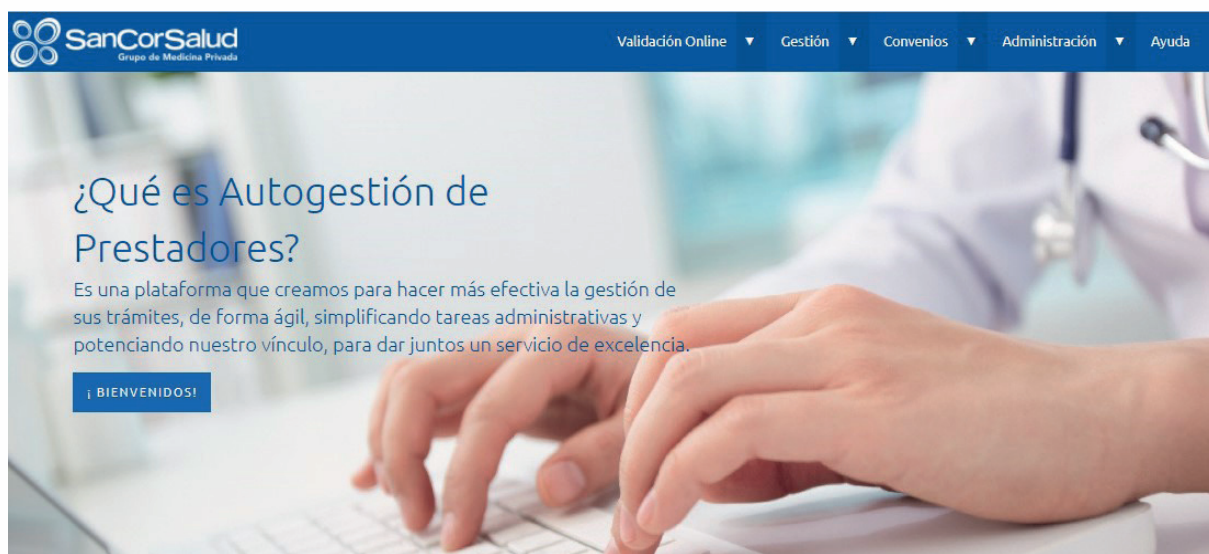 SanCorSalud
Grupo de Medicina Privada
Validación Online ▼ Gestión ▼ Convenios ▼ Administración ▼ Ayuda
¿Qué es Autogestión de
Prestadores?
Es una plataforma que creamos para hacer más efectiva la gestión de
sus trámites, de forma ágil, simplificando tareas administrativas y
potenciando nuestro vínculo, para dar juntos un servicio de excelencia.
¡ BIENVENIDOS!